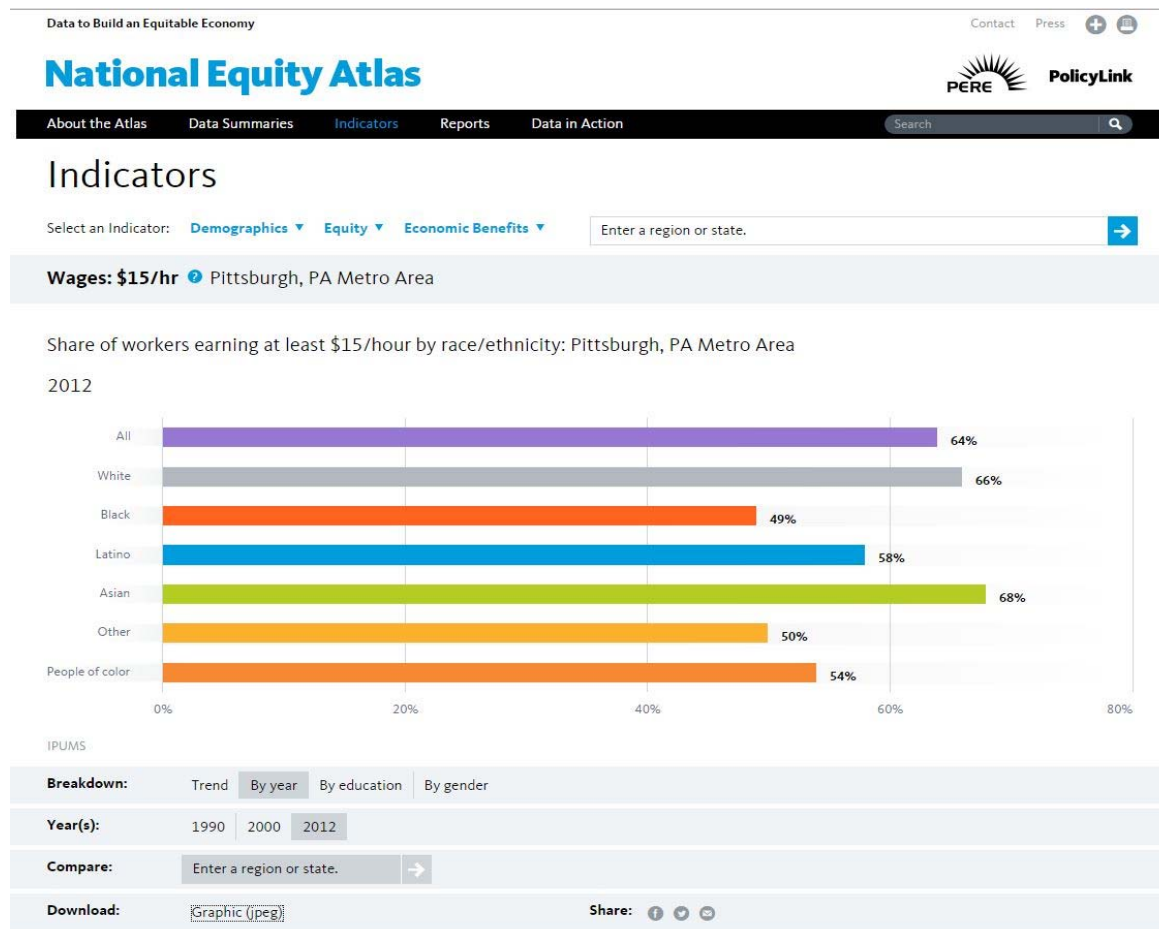 Data to Build an Equitable Economy
Contact Press
National Equity Atlas
PERE PolicyLink
About the Atlas Data Summaries Indicators Reports Data in Action Search
Indicators
Select an Indicator: Demographics ▼ Equity ▼ Economic Benefits ▼ Enter a region or state.
Wages: $15/hr ? Pittsburgh, PA Metro Area
Share of workers earning at least $15/hour by race/ethnicity: Pittsburgh, PA Metro Area
2012
All 64%
White 66%
Black 49%
Latino 58%
Asian 68%
Other 50%
People of color 54%
0% 20% 40% 60% 80%
IPUMS
Breakdown: Trend By year By education By gender
Year(s): 1990 2000 2012
Compare: Enter a region or state.
Download: Graphic (jpeg) Share: